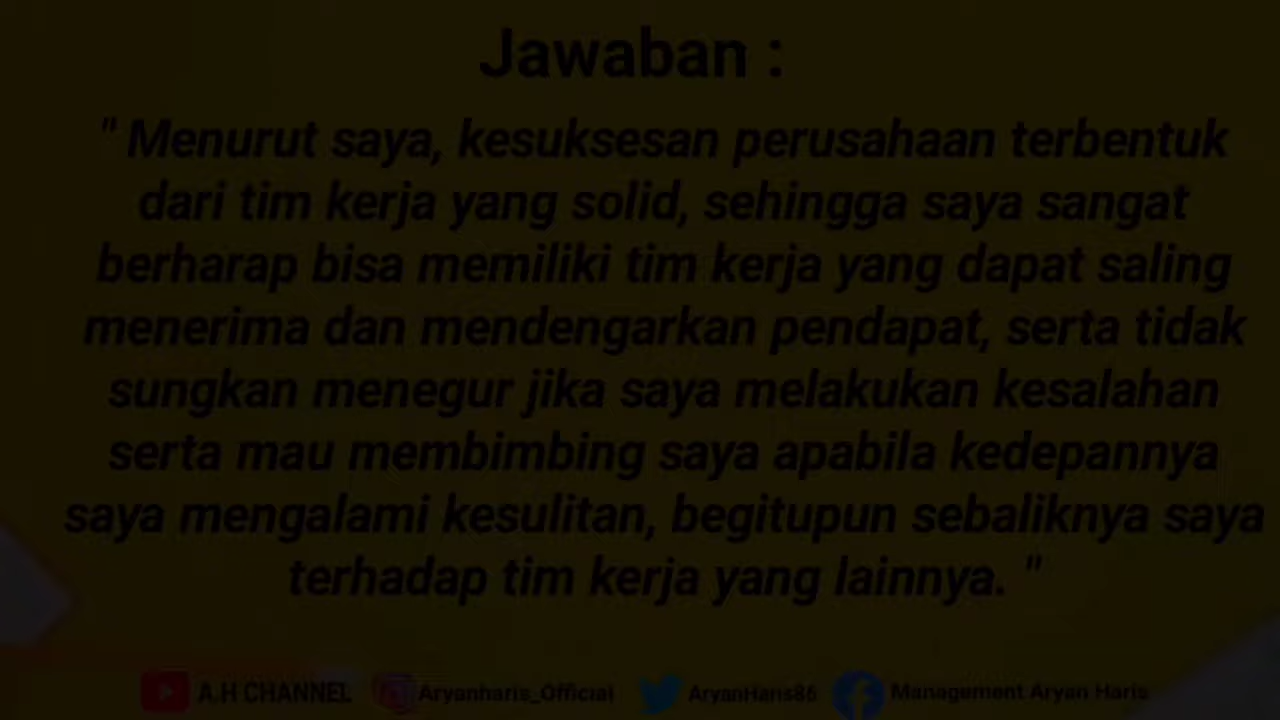 Jawaban :
" Menurut saya, kesuksesan perusahaan terbentuk
dari tim kerja yang solid, sehingga saya sangat
berharap bisa memiliki tim kerja yang dapat saling
menerima dan mendengarkan pendapat, serta tidak
sungkan menegur jika saya melakukan kesalahan
serta mau membimbing saya apabila kedepannya
saya mengalami kesulitan, begitupun sebaliknya saya
terhadap tim kerja yang lainnya. "
A.H CHANNEL Aryanharis_Official AryanHaris86 Management Aryan Haris